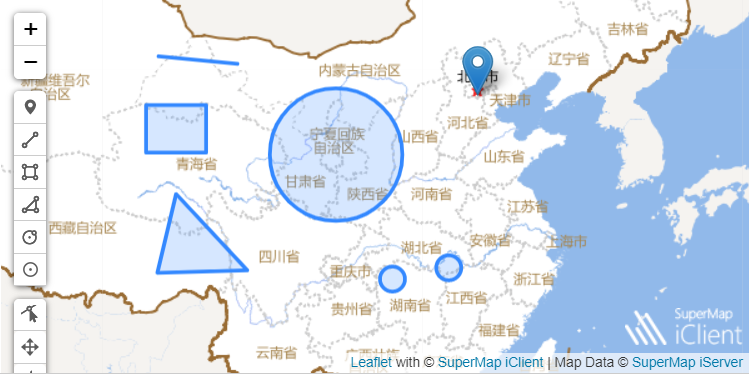 +
−
吉林省
辽宁省
内蒙古自治区
北京市
天津市
新疆维吾尔
自治区
宁夏回族
自治区
山西省
河北省
山东省
青海省
甘肃省
陕西省
河南省
江苏省
西藏自治区
四川省
湖北省
安徽省
上海市
重庆市
浙江省
湖南省
江西省
贵州省
福建省
云南省
SuperMap
iClient
Leaflet with © SuperMap iClient | Map Data © SuperMap iServer